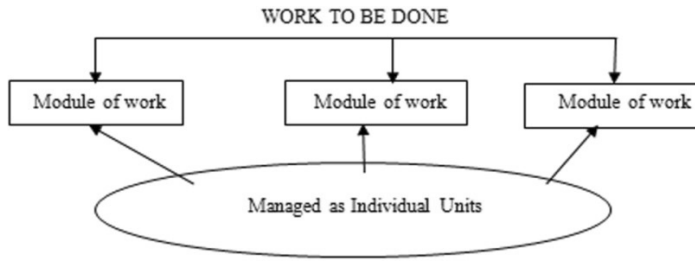 WORK TO BE DONE
Module of work
Module of work
Module of work
Managed as Individual Units